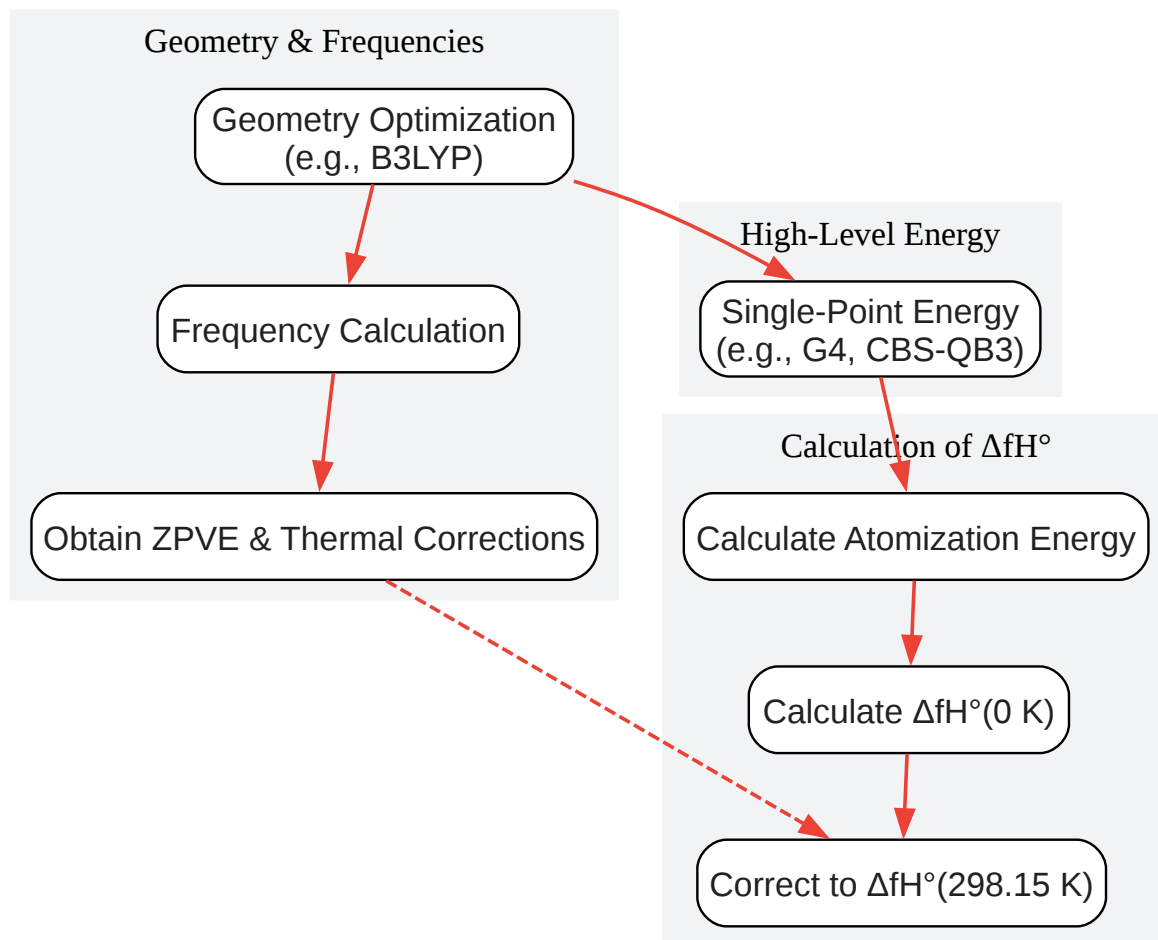 Geometry & Frequencies
Geometry Optimization
(e.g., B3LYP)
Frequency Calculation
Obtain ZPVE & Thermal Corrections
High-Level Energy
Single-Point Energy
(e.g., G4, CBS-QB3)
Calculation of ΔfH°
Calculate Atomization Energy
Calculate ΔfH°(0 K)
Correct to ΔfH°(298.15 K)